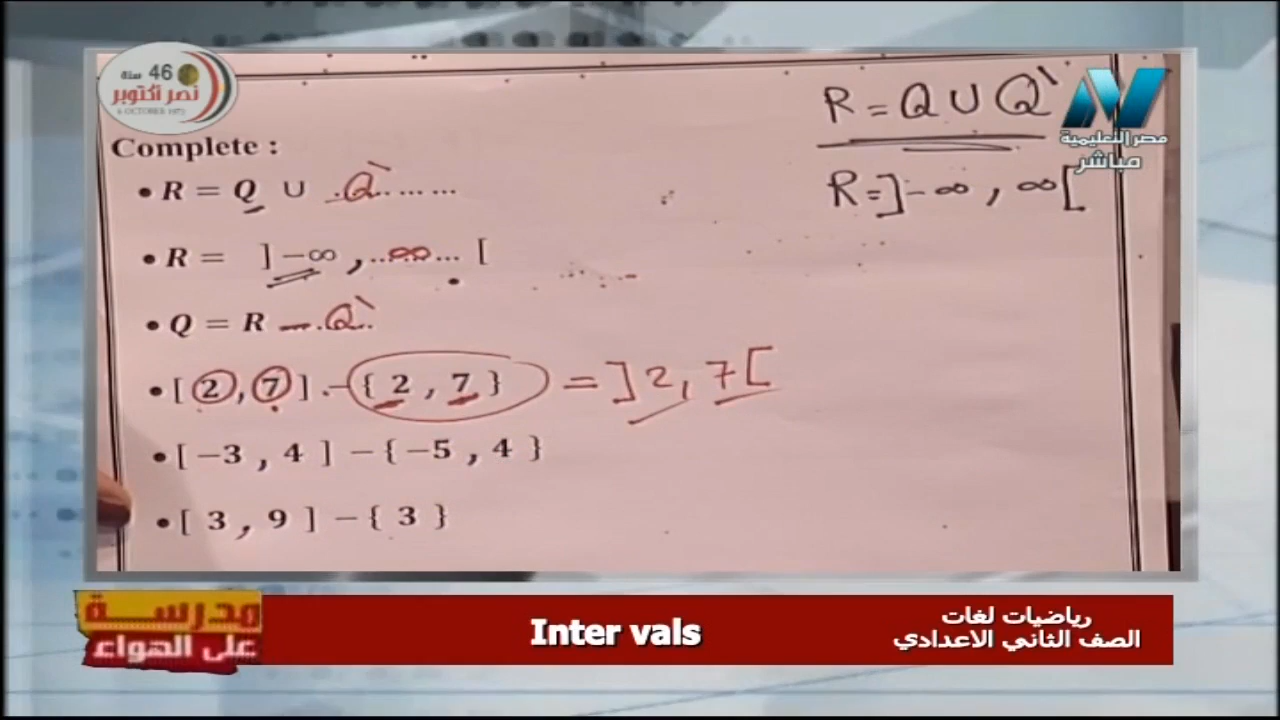 46 سنة
نصر أكتوبر
6 OCTOBER 1973
مصر التعليمية
مباشر
R = Q ∪ Q'
R = ]-∞ , ∞[
Complete :
• R = Q ∪ .Q'. ... ...
• R = ]-∞ , ..∞... [
• Q = R - .Q'.
• [ 2 , 7 ] - { 2 , 7 } = ]2, 7[
• [ -3 , 4 ] - { -5 , 4 }
• [ 3 , 9 ] - { 3 }
مدرسة
على الهواء
Inter vals
رياضيات لغات
الصف الثاني الاعدادي